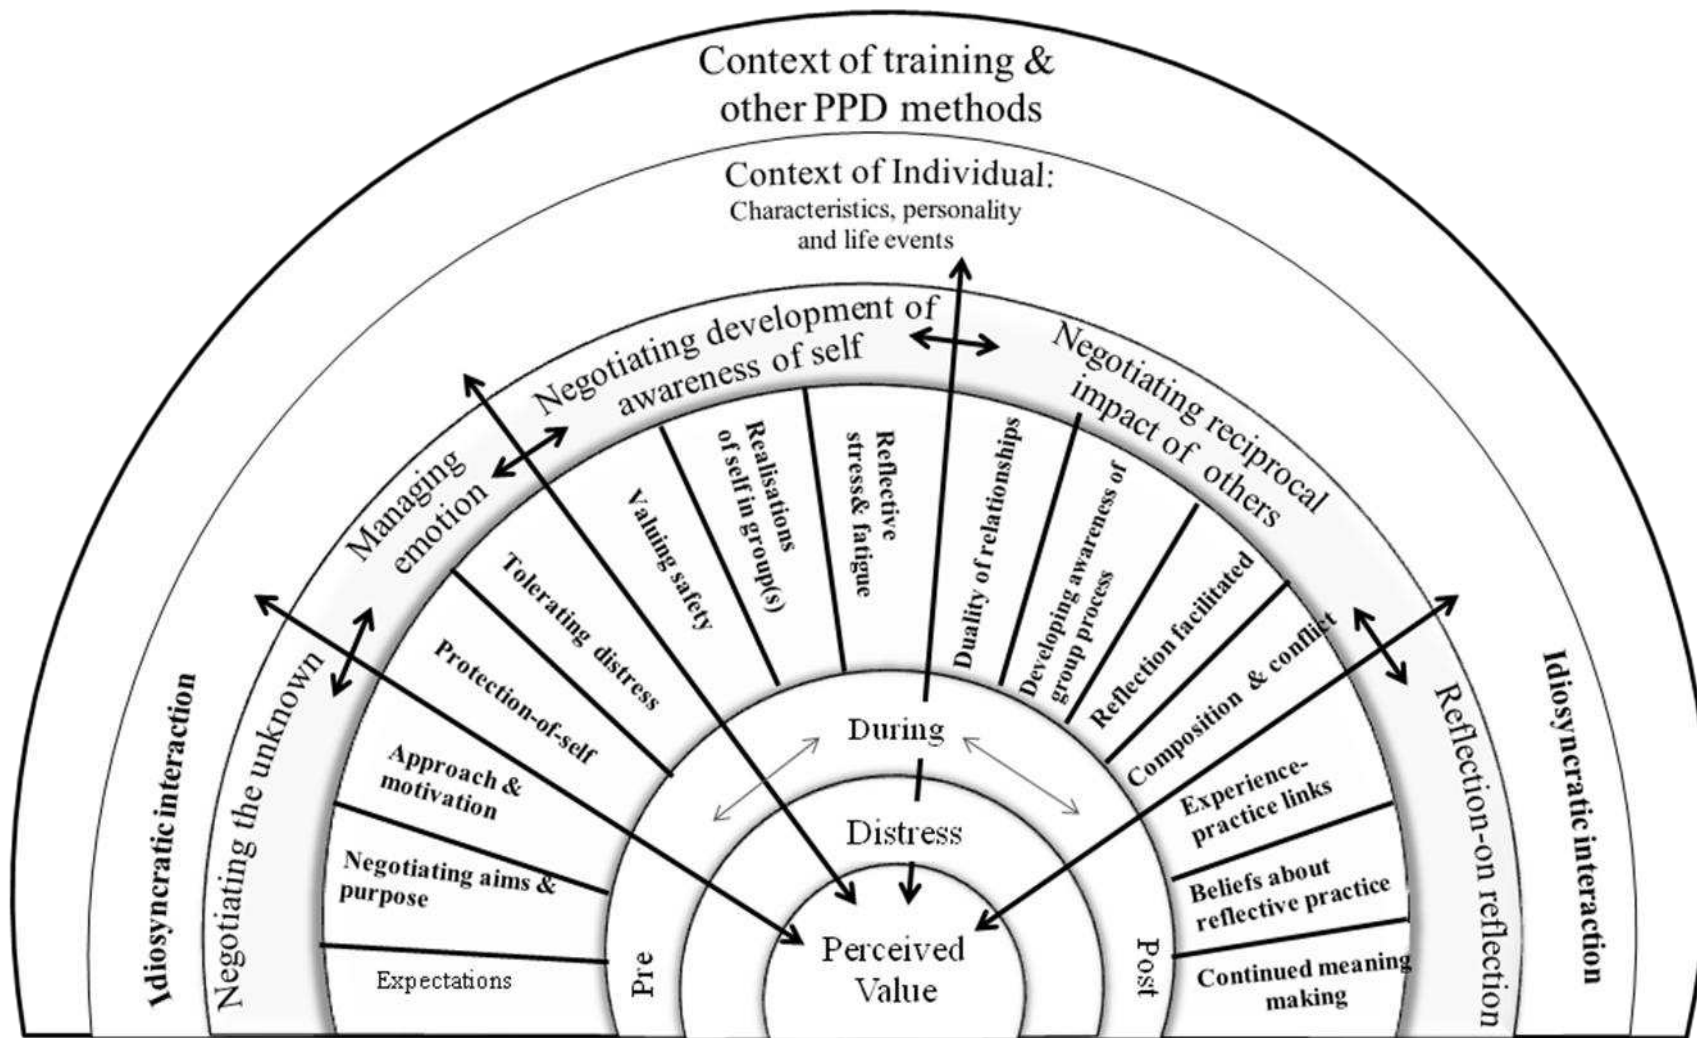 Context of training &
other PPD methods
Context of Individual:
Characteristics, personality
and life events
Idiosyncratic interaction
Negotiating the unknown
Managing
emotion
Negotiating development of
awareness of self
Negotiating reciprocal
impact of others
Reflection-on reflection
Idiosyncratic interaction
Expectations
Negotiating aims &
purpose
Approach &
motivation
Protection-of-self
Tolerating distress
Valuing safety
Realisations
of self in group(s)
Reflective
stress& fatigue
Duality of relationships
Developing awareness of
group process
Reflection facilitated
Composition & conflict
Experience-
practice links
Beliefs about
reflective practice
Continued meaning
making
Pre
During
Post
Distress
Perceived
Value